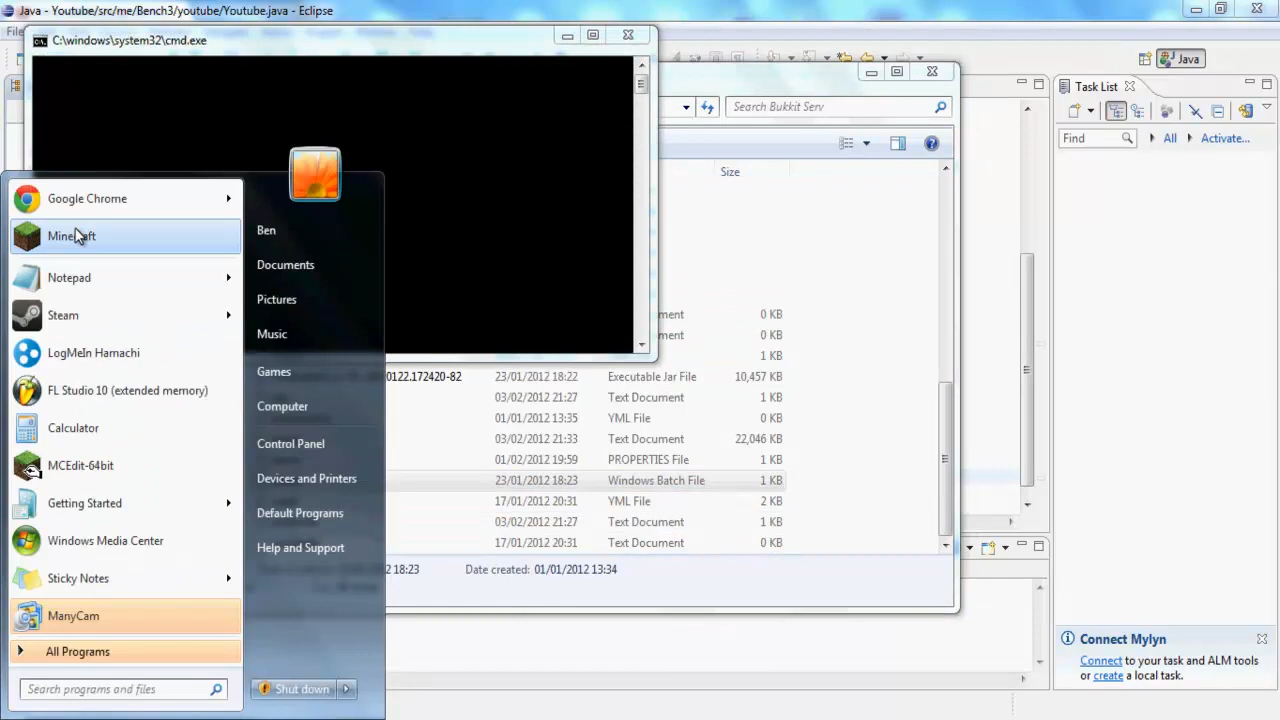 Java - Youtube/src/me/Bench3/youtube/Youtube.java - Eclipse
C:\windows\system32\cmd.exe
Java
Search Bukkit Serv
Task List
Find
All
Activate...
Size
Google Chrome
Minecraft
Notepad
Steam
LogMeIn Hamachi
FL Studio 10 (extended memory)
Calculator
MCEdit-64bit
Getting Started
Windows Media Center
Sticky Notes
ManyCam
All Programs
Search programs and files
Ben
Documents
Pictures
Music
Games
Computer
Control Panel
Devices and Printers
Default Programs
Help and Support
Shut down
ment 0 KB
ment 0 KB
1 KB
0122.172420-82 23/01/2012 18:22 Executable Jar File 10,457 KB
03/02/2012 21:27 Text Document 1 KB
01/01/2012 13:34 YML File 0 KB
03/02/2012 21:33 Text Document 22,046 KB
01/02/2012 19:59 PROPERTIES File 1 KB
23/01/2012 18:23 Windows Batch File 1 KB
17/01/2012 20:31 YML File 2 KB
03/02/2012 21:27 Text Document 1 KB
17/01/2012 20:31 Text Document 0 KB
18:23 Date created: 01/01/2012 13:34
Connect Mylyn
Connect to your task and ALM tools
or create a local task.